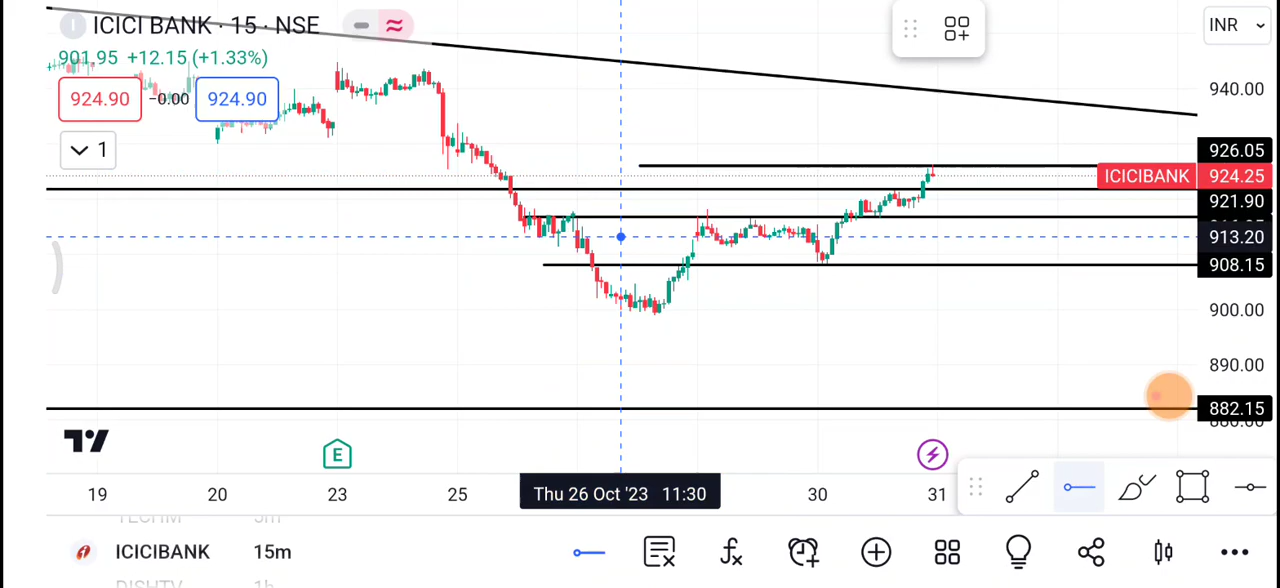 I ICICI BANK · 15 · NSE
INR
901.95 +12.15 (+1.33%)
924.90 -0.00 924.90
1
940.00
926.05
ICICIBANK 924.25
921.90
913.20
908.15
900.00
890.00
882.15
E
19 20 23 25 Thu 26 Oct '23 11:30 30 31
TECHM 5m
ICICIBANK 15m
DISHTV 1h